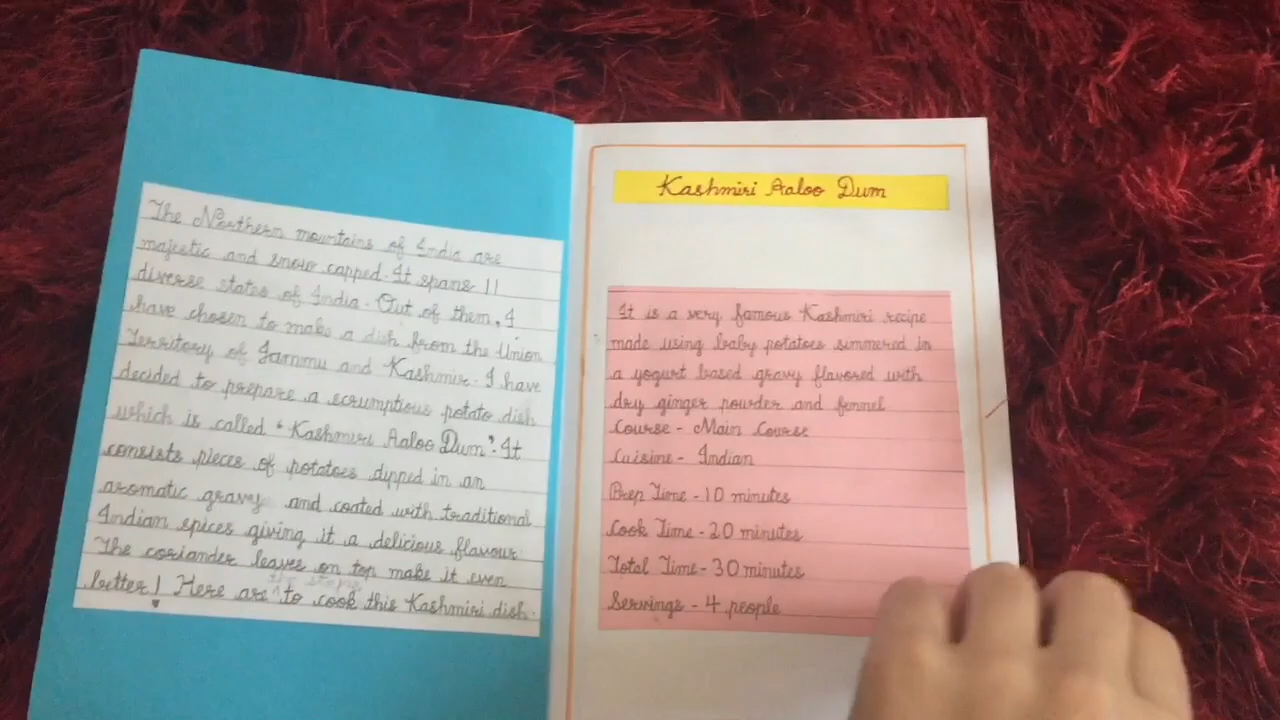 The Northern mountains of India are
majestic and snow capped. It spans 11
diverse states of India. Out of them, I
have chosen to make a dish from the Union
Territory of Jammu and Kashmir. I have
decided to prepare a scrumptious potato dish
which is called "Kashmiri Aaloo Dum". It
consists pieces of potatoes dipped in an
aromatic gravy and coated with traditional
Indian spices giving it a delicious flavour.
The coriander leaves on top make it even
the steps
better! Here are ^ to cook this Kashmiri dish.
Kashmiri Aaloo Dum
It is a very famous Kashmiri recipe
made using baby potatoes simmered in
a yogurt based gravy flavored with
dry ginger powder and fennel
Course - Main Course
Cuisine - Indian
Prep Time - 10 minutes
Cook Time - 20 minutes
Total Time - 30 minutes
Servings - 4 people